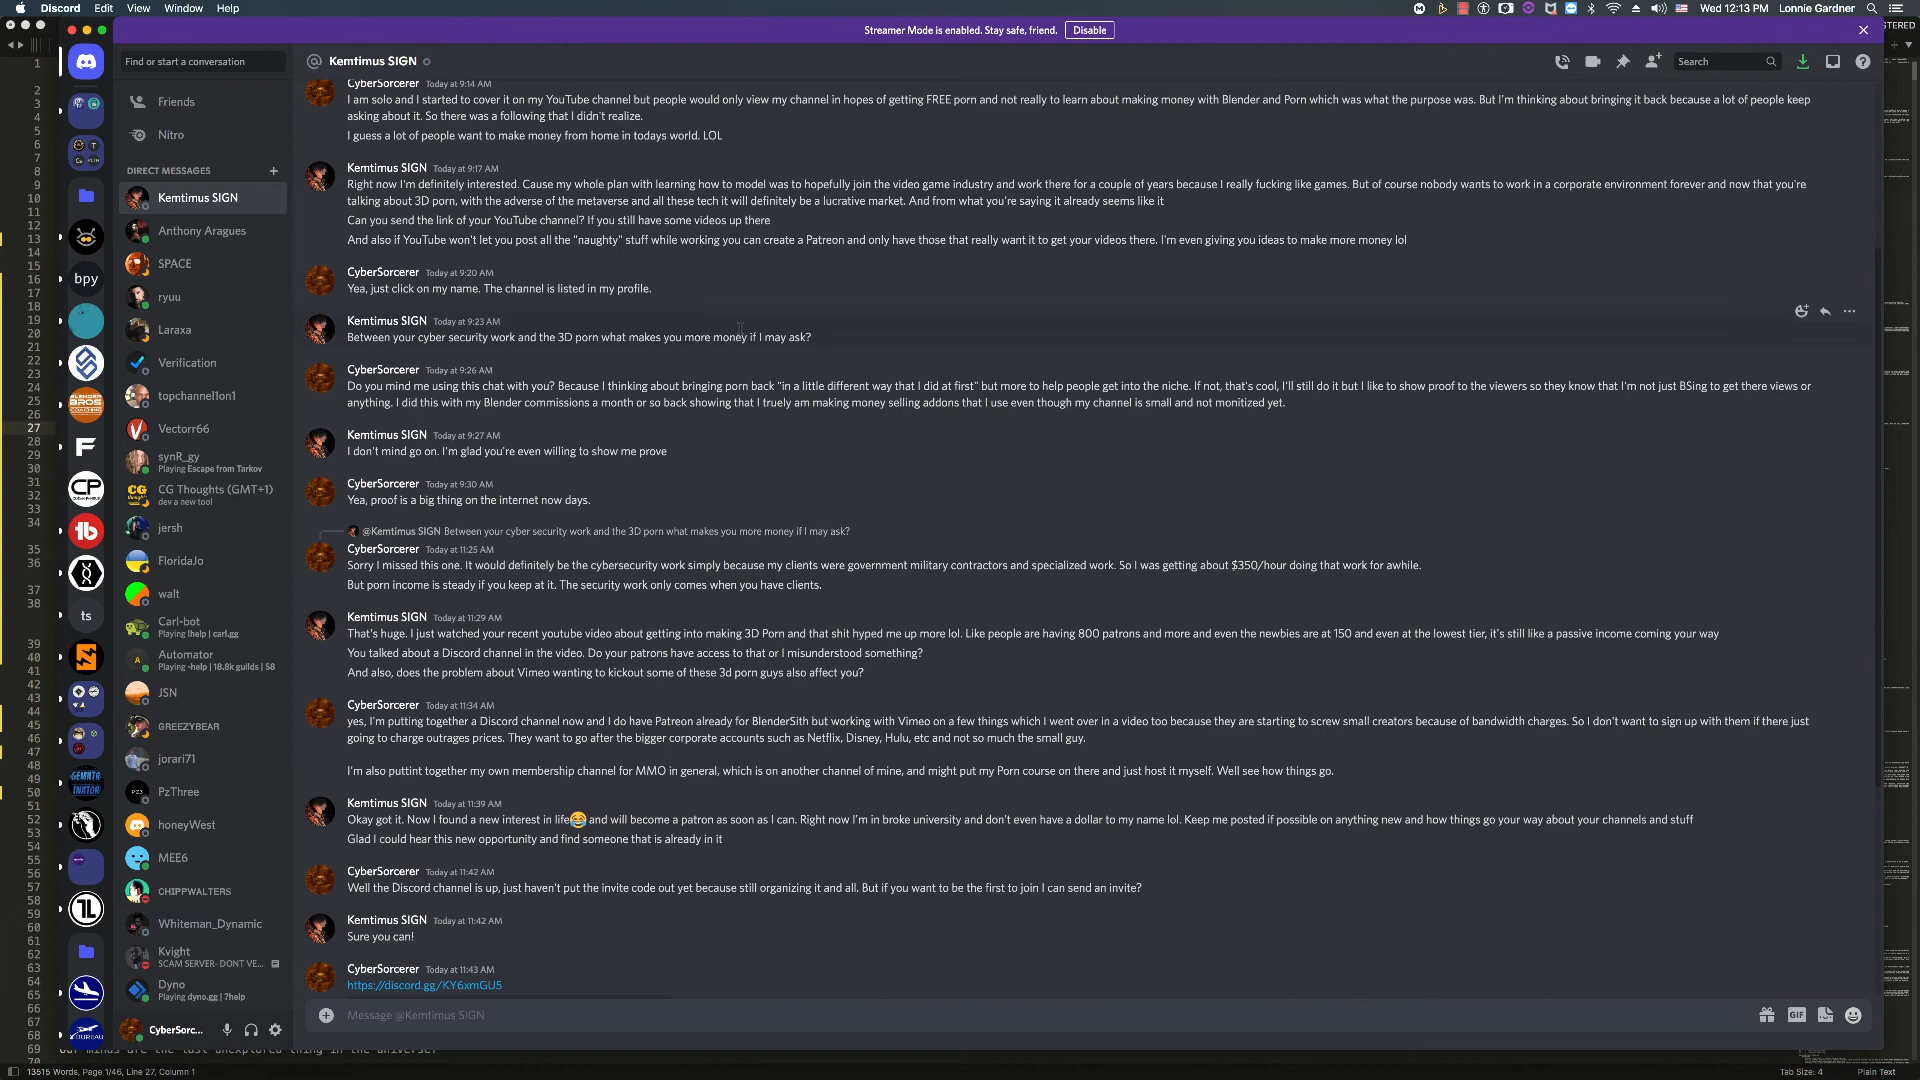 Discord Edit View Window Help
Wed 12:13 PM Lonnie Gardner
Streamer Mode is enabled. Stay safe, friend. Disable
Find or start a conversation
Friends
Nitro
DIRECT MESSAGES
Kemtimus SIGN
Anthony Aragues
SPACE
ryuu
Laraxa
Verification
topchannel1on1
Vectorr66
synR_gy
Playing Escape from Tarkov
CG Thoughts (GMT+1)
dev a new tool
jersh
FloridaJo
walt
Carl-bot
Playing !help | carl.gg
Automator
Playing -help | 18.8k guilds | 58
JSN
GREEZYBEAR
jorari71
PzThree
honeyWest
MEE6
CHIPPWALTERS
Whiteman_Dynamic
Kvight
SCAM SERVER- DONT VE...
Dyno
Playing dyno.gg | ?help
CyberSorc...
Kemtimus SIGN
Search
CyberSorcerer Today at 9:14 AM
I am solo and I started to cover it on my YouTube channel but people would only view my channel in hopes of getting FREE porn and not really to learn about making money with Blender and Porn which was what the purpose was. But I'm thinking about bringing it back because a lot of people keep
asking about it. So there was a following that I didn't realize.
I guess a lot of people want to make money from home in todays world. LOL
Kemtimus SIGN Today at 9:17 AM
Right now I'm definitely interested. Cause my whole plan with learning how to model was to hopefully join the video game industry and work there for a couple of years because I really fucking like games. But of course nobody wants to work in a corporate environment forever and now that you're
talking about 3D porn, with the adverse of the metaverse and all these tech it will definitely be a lucrative market. And from what you're saying it already seems like it
Can you send the link of your YouTube channel? If you still have some videos up there
And also if YouTube won't let you post all the "naughty" stuff while working you can create a Patreon and only have those that really want it to get your videos there. I'm even giving you ideas to make more money lol
CyberSorcerer Today at 9:20 AM
Yea, just click on my name. The channel is listed in my profile.
Kemtimus SIGN Today at 9:23 AM
Between your cyber security work and the 3D porn what makes you more money if I may ask?
CyberSorcerer Today at 9:26 AM
Do you mind me using this chat with you? Because I thinking about bringing porn back "in a little different way that I did at first" but more to help people get into the niche. If not, that's cool, I'll still do it but I like to show proof to the viewers so they know that I'm not just BSing to get there views or
anything. I did this with my Blender commissions a month or so back showing that I truely am making money selling addons that I use even though my channel is small and not monitized yet.
Kemtimus SIGN Today at 9:27 AM
I don't mind go on. I'm glad you're even willing to show me prove
CyberSorcerer Today at 9:30 AM
Yea, proof is a big thing on the internet now days.
@Kemtimus SIGN Between your cyber security work and the 3D porn what makes you more money if I may ask?
CyberSorcerer Today at 11:25 AM
Sorry I missed this one. It would definitely be the cybersecurity work simply because my clients were government military contractors and specialized work. So I was getting about $350/hour doing that work for awhile.
But porn income is steady if you keep at it. The security work only comes when you have clients.
Kemtimus SIGN Today at 11:29 AM
That's huge. I just watched your recent youtube video about getting into making 3D Porn and that shit hyped me up more lol. Like people are having 800 patrons and more and even the newbies are at 150 and even at the lowest tier, it's still like a passive income coming your way
You talked about a Discord channel in the video. Do your patrons have access to that or I misunderstood something?
And also, does the problem about Vimeo wanting to kickout some of these 3d porn guys also affect you?
CyberSorcerer Today at 11:34 AM
yes, I'm putting together a Discord channel now and I do have Patreon already for BlenderSith but working with Vimeo on a few things which I went over in a video too because they are starting to screw small creators because of bandwidth charges. So I don't want to sign up with them if there just
going to charge outrages prices. They want to go after the bigger corporate accounts such as Netflix, Disney, Hulu, etc and not so much the small guy.
I'm also puttint together my own membership channel for MMO in general, which is on another channel of mine, and might put my Porn course on there and just host it myself. Well see how things go.
Kemtimus SIGN Today at 11:39 AM
Okay got it. Now I found a new interest in life😂 and will become a patron as soon as I can. Right now I'm in broke university and don't even have a dollar to my name lol. Keep me posted if possible on anything new and how things go your way about your channels and stuff
Glad I could hear this new opportunity and find someone that is already in it
CyberSorcerer Today at 11:42 AM
Well the Discord channel is up, just haven't put the invite code out yet because still organizing it and all. But if you want to be the first to join I can send an invite?
Kemtimus SIGN Today at 11:42 AM
Sure you can!
CyberSorcerer Today at 11:43 AM
https://discord.gg/KY6xmGU5
Message @Kemtimus SIGN
GIF
bpy
ts
13515 Words, Page 1/46, Line 27, Column 1
Tab Size: 4 Plain Text